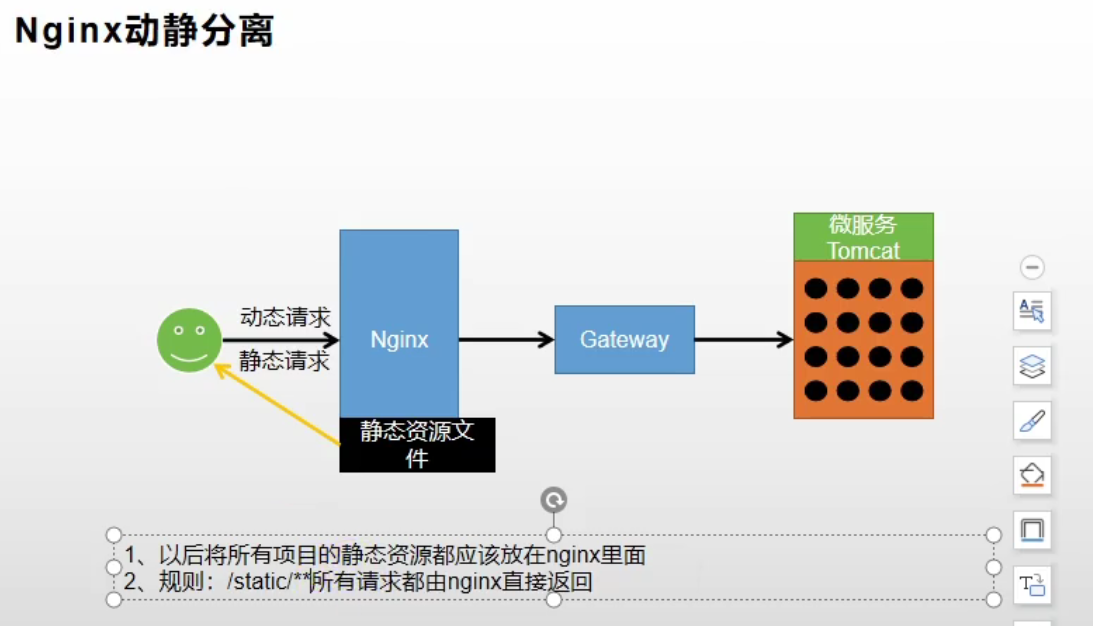 Nginx动静分离
动态请求
静态请求
Nginx
静态资源文
件
Gateway
微服务
Tomcat
1、以后将所有项目的静态资源都应该放在nginx里面
2、规则：/static/**所有请求都由nginx直接返回